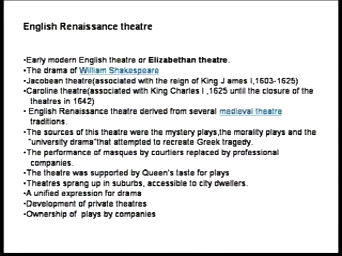 English Renaissance theatre
•Early modern English theatre or Elizabethan theatre.
•The drama of William Shakespeare
•Jacobean theatre(associated with the reign of King J ames I,1603-1625)
•Caroline theatre(associated with King Charles I ,1625 until the closure of the
theatres in 1642)
• English Renaissance theatre derived from several medieval theatre
traditions.
•The sources of this theatre were the mystery plays,the morality plays and the
"university drama"that attempted to recreate Greek tragedy.
•The performance of masques by courtiers replaced by professional
companies.
•The theatre was supported by Queen's taste for plays
•Theatres sprang up in suburbs, accessible to city dwellers.
•A unified expression for drama
•Development of private theatres
•Ownership of plays by companies